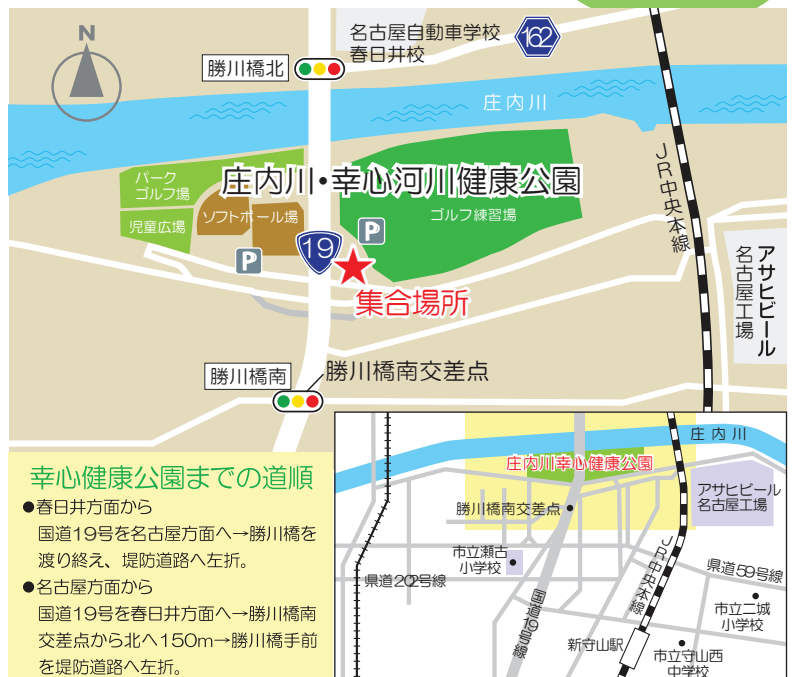 N
名古屋自動車学校
春日井校
162
勝川橋北
庄内川
JR中央本線
パーク
ゴルフ場
庄内川・幸心河川健康公園
児童広場
ソフトボール場
ゴルフ練習場
P
P
19
集合場所
アサヒビール
名古屋工場
勝川橋南
勝川橋南交差点
幸心健康公園までの道順
●春日井方面から
国道19号を名古屋方面へ→勝川橋を
渡り終え、堤防道路へ左折。
●名古屋方面から
国道19号を春日井方面へ→勝川橋南
交差点から北へ150m→勝川橋手前
を堤防道路へ左折。
庄内川
庄内川幸心健康公園
アサヒビール
名古屋工場
勝川橋南交差点
市立瀬古
小学校
県道202号線
JR中央本線
県道59号線
国道19号線
市立二城
小学校
新守山駅
市立守山西
中学校